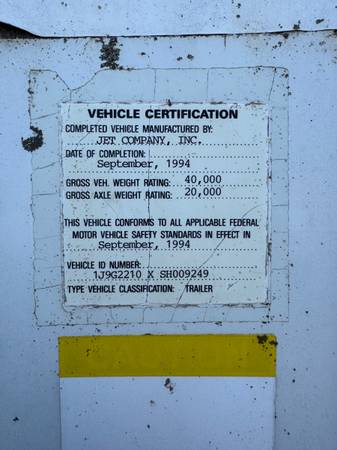 VEHICLE CERTIFICATION
COMPLETED VEHICLE MANUFACTURED BY:
JET COMPANY, INC.
DATE OF COMPLETION:
September, 1994
GROSS VEH. WEIGHT RATING: 40,000
GROSS AXLE WEIGHT RATING: 20,000
THIS VEHICLE CONFORMS TO ALL APPLICABLE FEDERAL
MOTOR VEHICLE SAFETY STANDARDS IN EFFECT IN
September, 1994
VEHICLE ID NUMBER:
1J9G2210 X SH009249
TYPE VEHICLE CLASSIFICATION: TRAILER